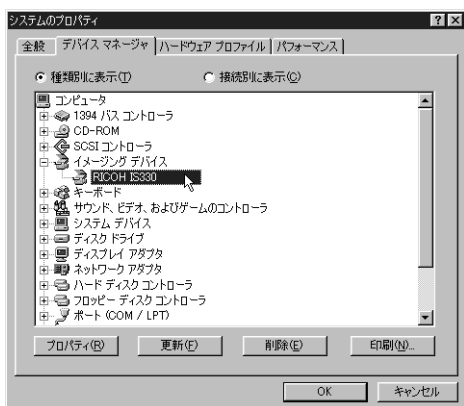 システムのプロパティ
全般 デバイス マネージャ ハードウェア プロファイル パフォーマンス
種類別に表示(T) 接続別に表示(C)
コンピュータ
1394 バス コントローラ
CD-ROM
SCSI コントローラ
イメージング デバイス
RICOH IS330
キーボード
サウンド、ビデオ、およびゲームのコントローラ
システム デバイス
ディスク ドライブ
ディスプレイ アダプタ
ネットワーク アダプタ
ハード ディスク コントローラ
フロッピー ディスク コントローラ
ポート (COM / LPT)
プロパティ(R) 更新(F) 削除(E) 印刷(N)...
OK キャンセル